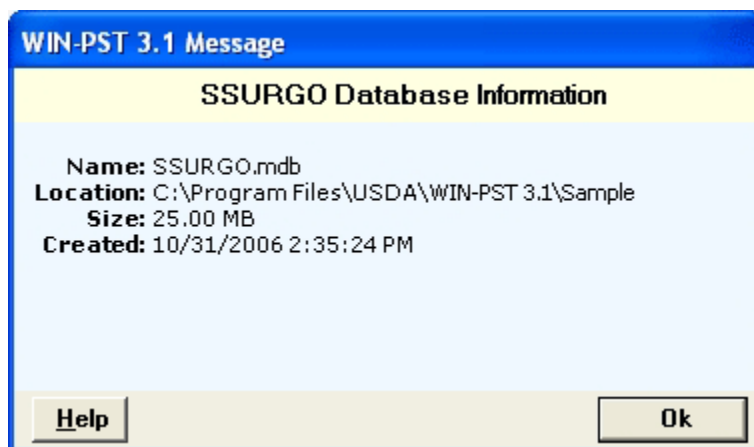 WIN-PST 3.1 Message
SSURGO Database Information
Name: SSURGO.mdb
Location: C:\Program Files\USDA\WIN-PST 3.1\Sample
Size: 25.00 MB
Created: 10/31/2006 2:35:24 PM
Help
Ok